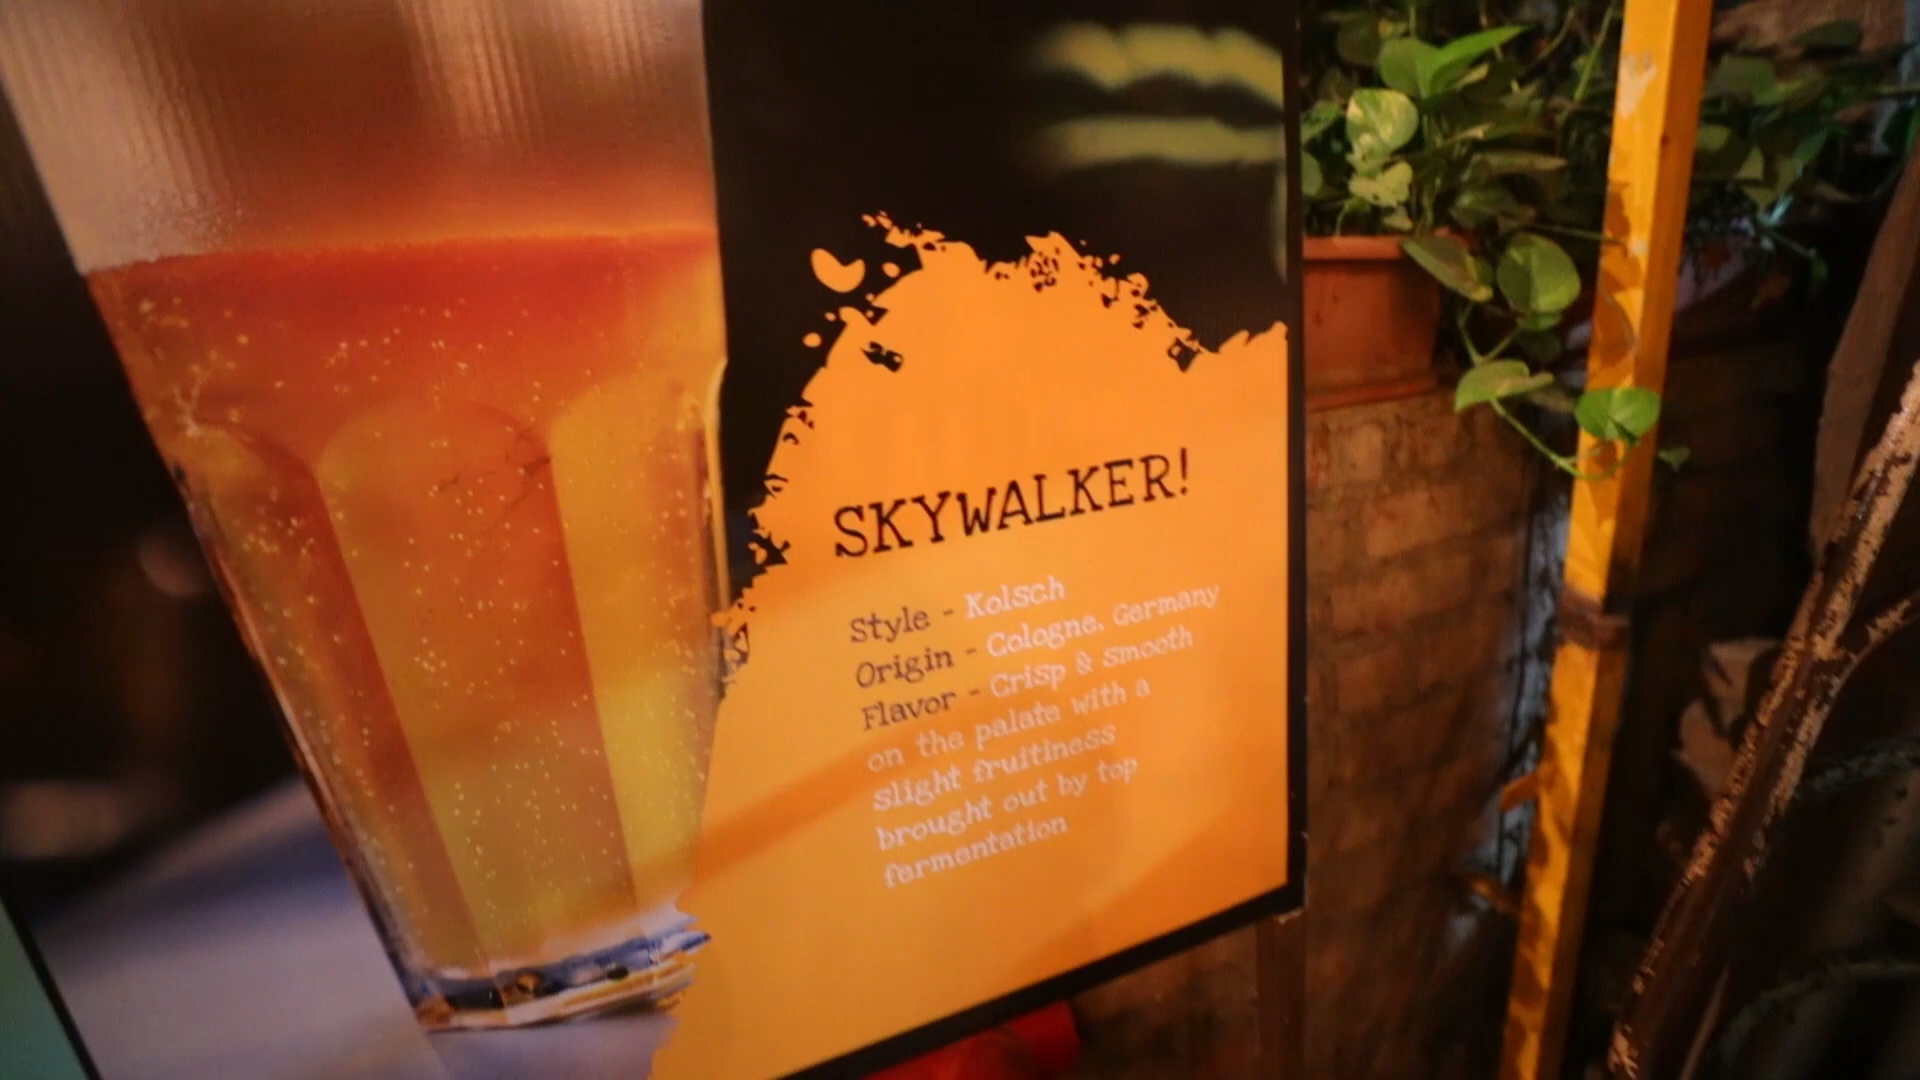 SKYWALKER!
Style - Kolsch
Origin - Cologne, Germany
Flavor - Crisp & smooth
on the palate with a
slight fruitiness
brought out by top
fermentation